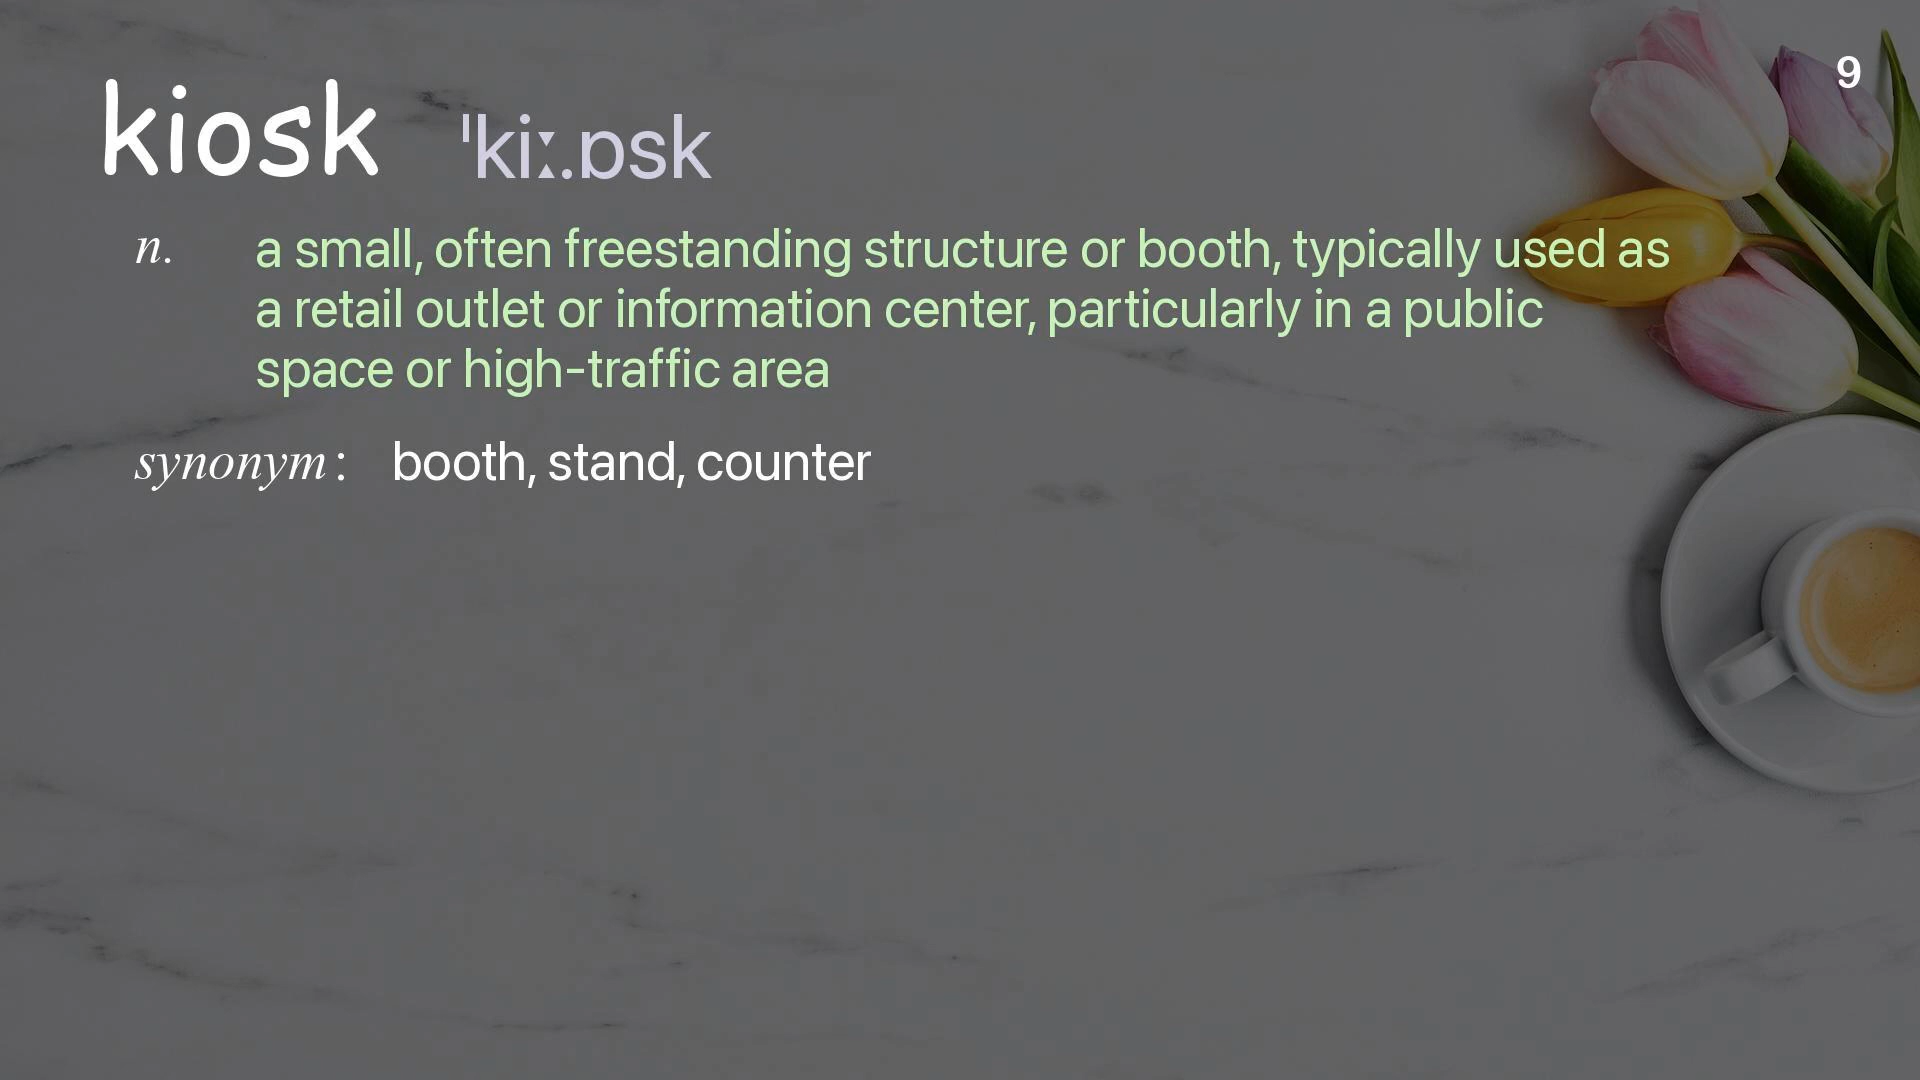 9
kiosk ˈkiː.ɒsk
n. a small, often freestanding structure or booth, typically used as
a retail outlet or information center, particularly in a public
space or high-traffic area
synonym: booth, stand, counter